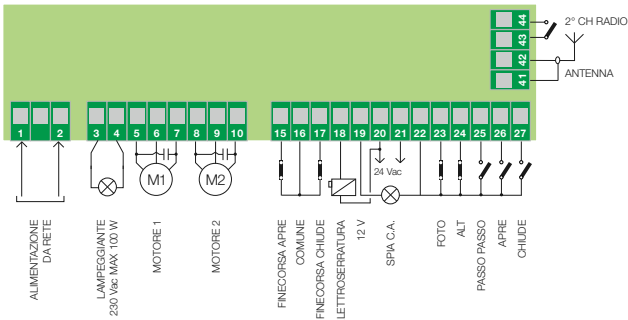 44
43
42
41
2° CH RADIO
ANTENNA
1 2 3 4 5 6 7 8 9 10 15 16 17 18 19 20 21 22 23 24 25 26 27
M1
M2
24 Vac
ALIMENTAZIONE
DA RETE
LAMPEGGIANTE
230 Vac MAX 100 W
MOTORE 1
MOTORE 2
FINECORSA APRE
COMUNE
FINECORSA CHIUDE
LETTROSERRATURA
12 V
SPIA C.A.
FOTO
ALT
PASSO PASSO
APRE
CHIUDE